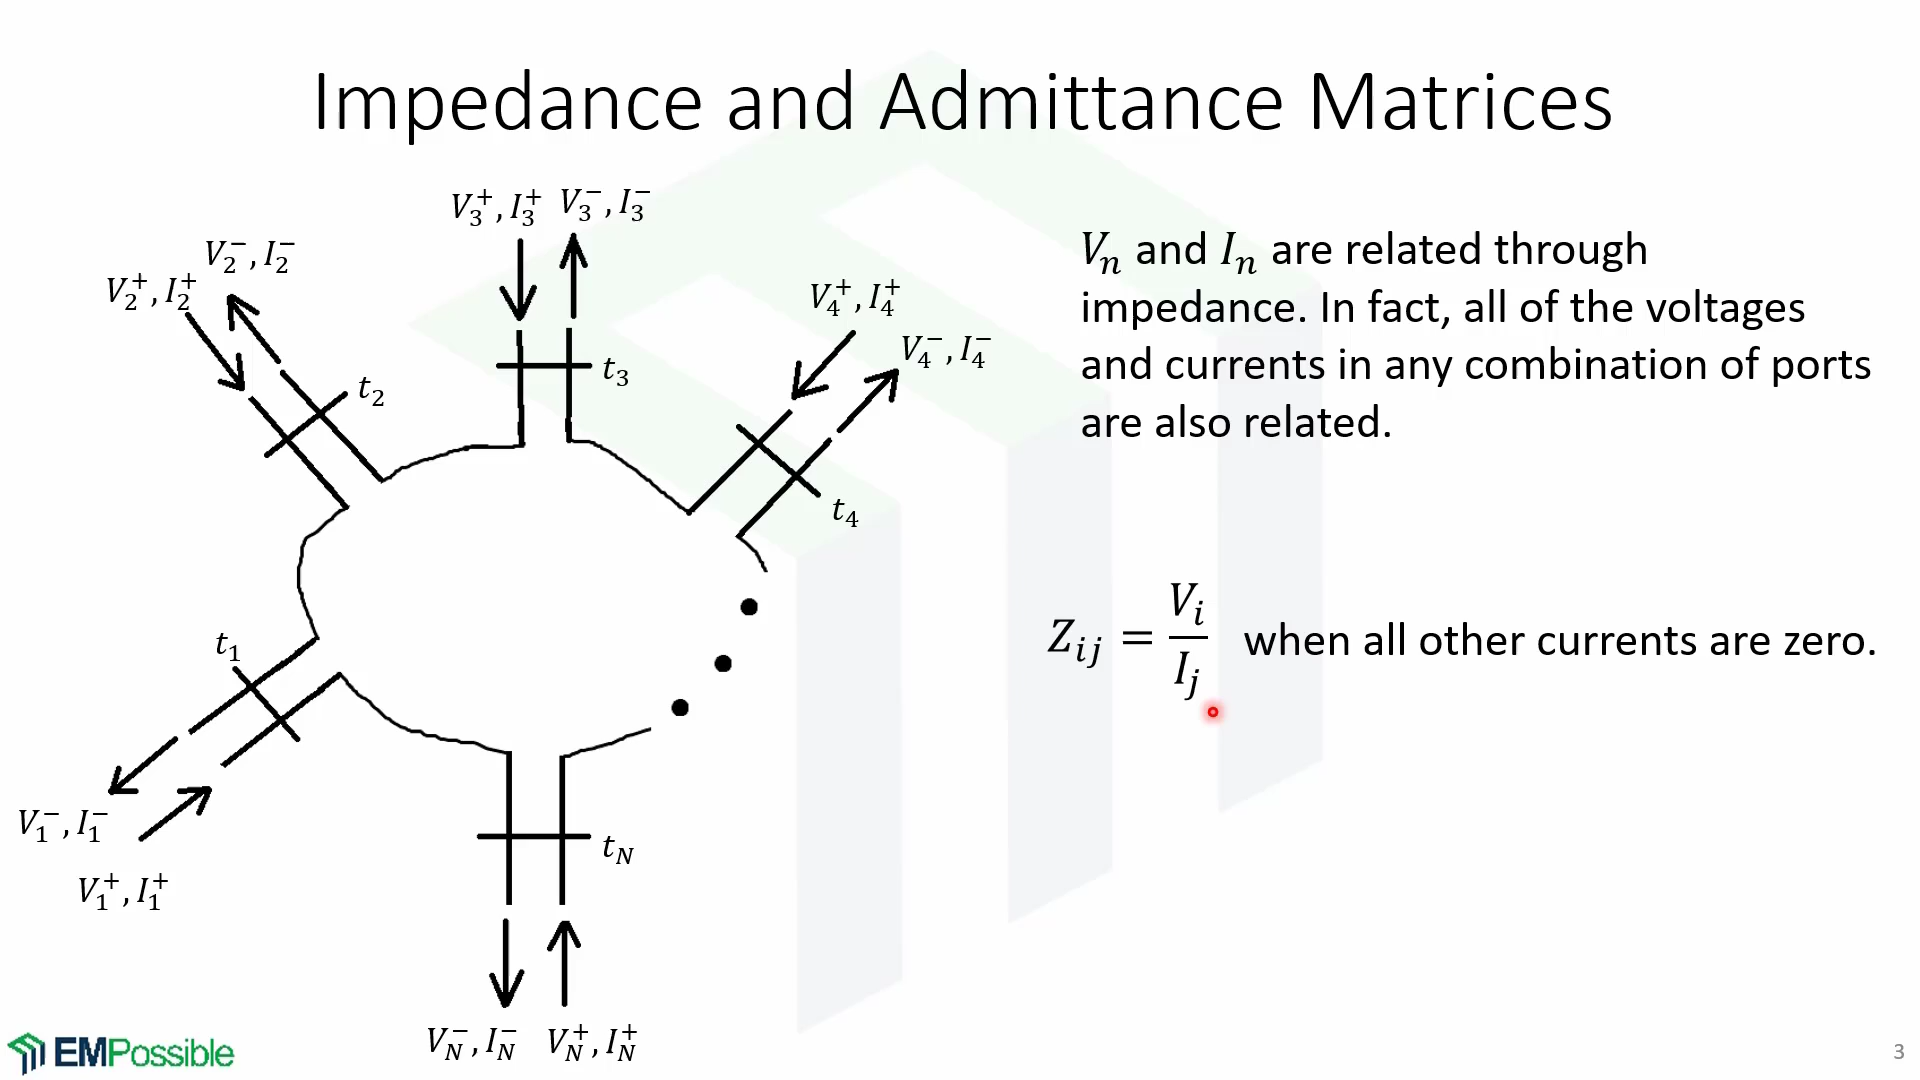 Impedance and Admittance Matrices
V₃⁺, I₃⁺ V₃⁻, I₃⁻
V₂⁻, I₂⁻
V₂⁺, I₂⁺
V₄⁺, I₄⁺
V₄⁻, I₄⁻
t₃
t₂
t₄
t₁
V₁⁻, I₁⁻
V₁⁺, I₁⁺
t_N
V_N⁻, I_N⁻ V_N⁺, I_N⁺
V_n and I_n are related through
impedance. In fact, all of the voltages
and currents in any combination of ports
are also related.
Z_ij = V_i / I_j when all other currents are zero.
EMPossible
3